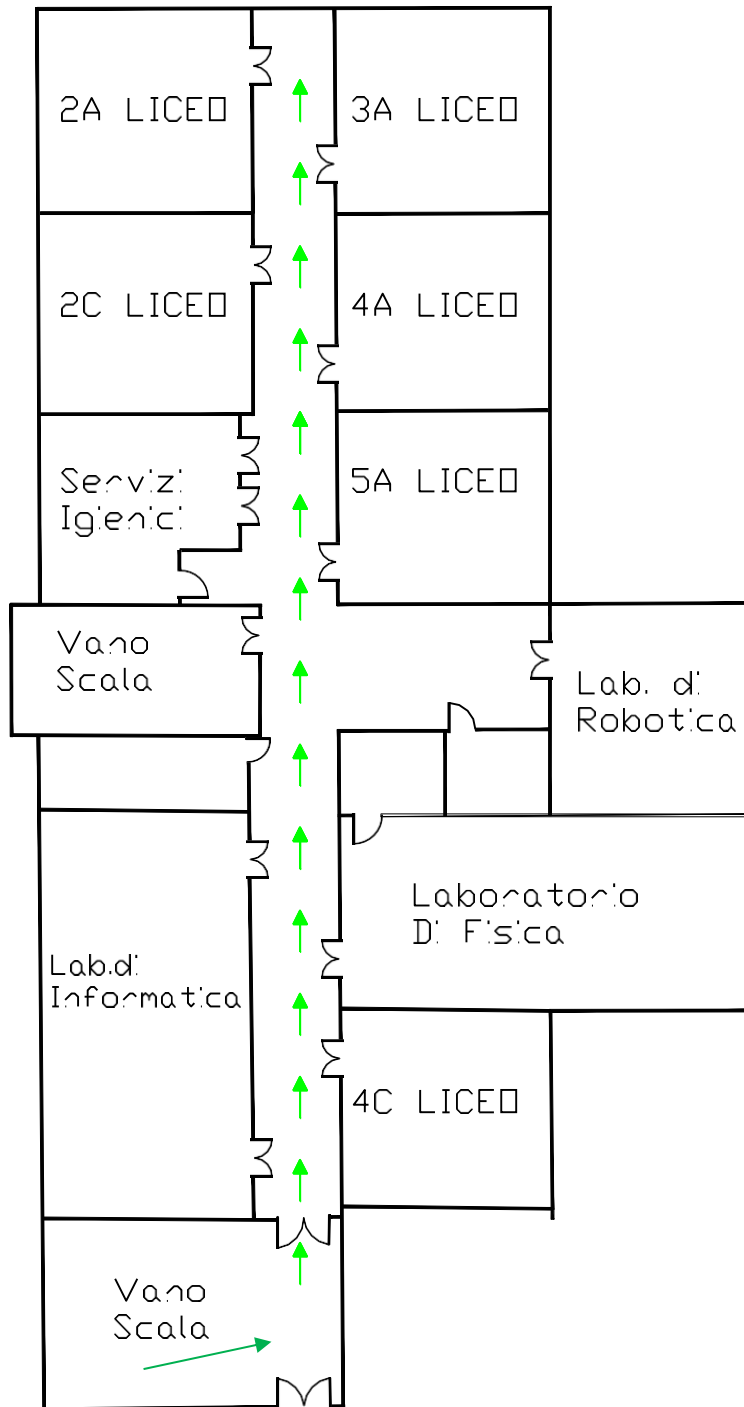 2A LICEO
3A LICEO
2C LICEO
4A LICEO
Servizi
Igienici
5A LICEO
Vano
Scala
Lab. di
Robotica
Laboratorio
Di Fisica
Lab.di
Informatica
4C LICEO
Vano
Scala